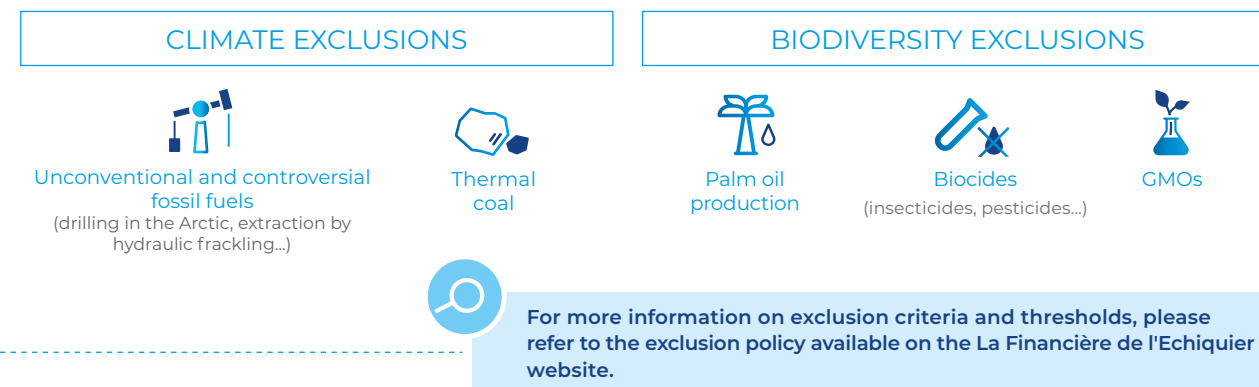 CLIMATE EXCLUSIONS
Unconventional and controversial
fossil fuels
(drilling in the Arctic, extraction by
hydraulic frackling...)
Thermal
coal
BIODIVERSITY EXCLUSIONS
Palm oil
production
Biocides
(insecticides, pesticides...)
GMOs
For more information on exclusion criteria and thresholds, please
refer to the exclusion policy available on the La Financière de l'Echiquier
website.